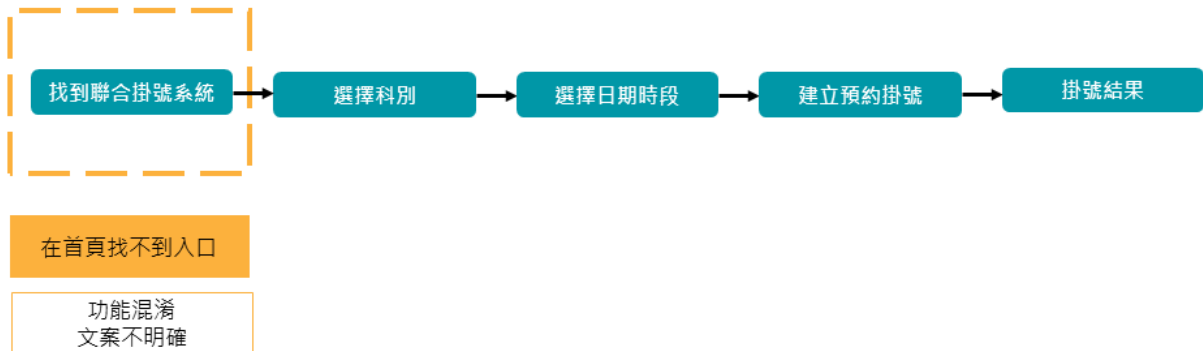 找到聯合掛號系統
選擇科別
選擇日期時段
建立預約掛號
掛號結果
在首頁找不到入口
功能混淆
文案不明確